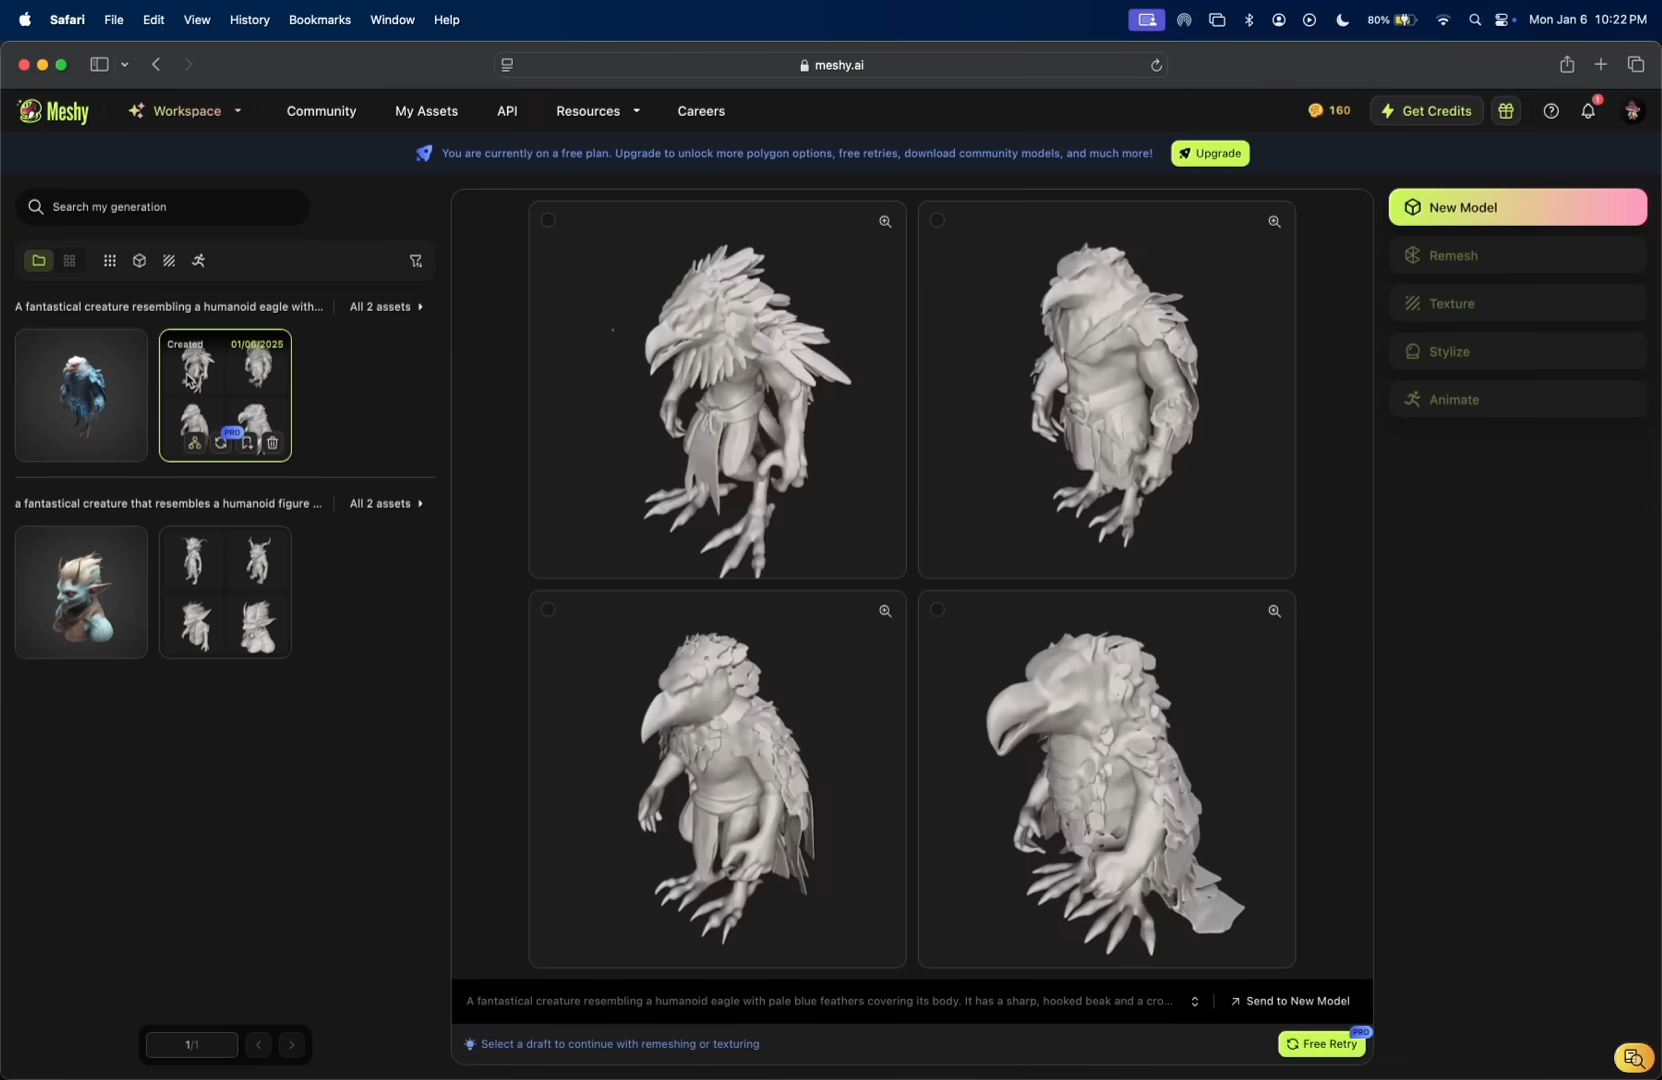 Safari File Edit View History Bookmarks Window Help 80% Mon Jan 6 10:22 PM
meshy.ai
Meshy Workspace Community My Assets API Resources Careers 160 Get Credits 1
You are currently on a free plan. Upgrade to unlock more polygon options, free retries, download community models, and much more! Upgrade
Search my generation
New Model
Remesh
Texture
Stylize
Animate
A fantastical creature resembling a humanoid eagle with... All 2 assets
Created 01/06/2025
PRO
a fantastical creature that resembles a humanoid figure ... All 2 assets
A fantastical creature resembling a humanoid eagle with pale blue feathers covering its body. It has a sharp, hooked beak and a cro... Send to New Model
Select a draft to continue with remeshing or texturing
PRO
Free Retry
1/1